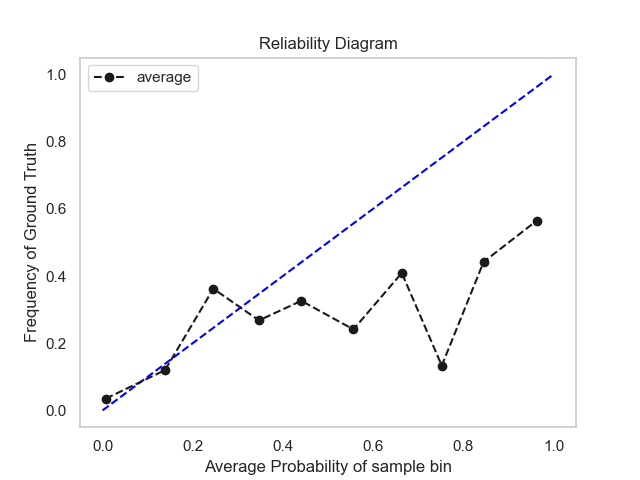 Reliability Diagram
average
1.0
0.8
0.6
0.4
0.2
0.0
Frequency of Ground Truth
0.0 0.2 0.4 0.6 0.8 1.0
Average Probability of sample bin